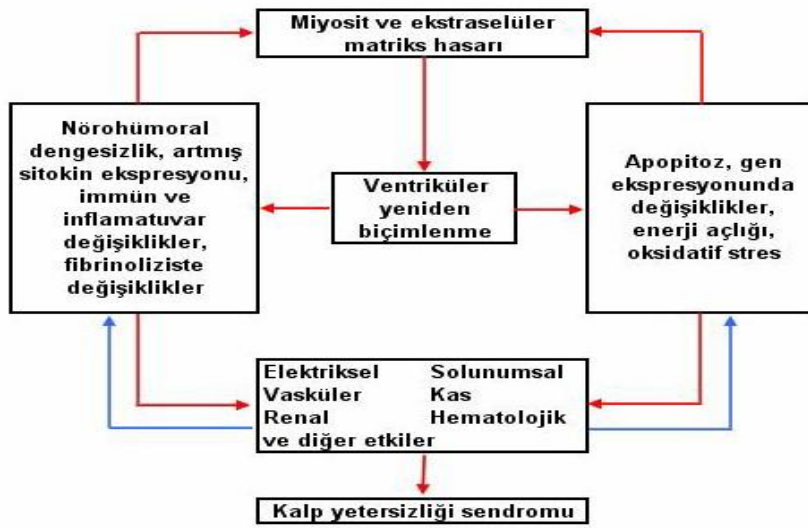 Miyosit ve ekstraselüler
matriks hasarı
Nörohümoral
dengesizlik, artmış
sitokin ekspresyonu,
immün ve
inflamatuvar
değişiklikler,
fibrinoliziste
değişiklikler
Ventriküler
yeniden
biçimlenme
Apopitoz, gen
ekspresyonunda
değişiklikler,
enerji açlığı,
oksidatif stres
Elektriksel Solunumsal
Vasküler Kas
Renal Hematolojik
ve diğer etkiler
Kalp yetersizliği sendromu